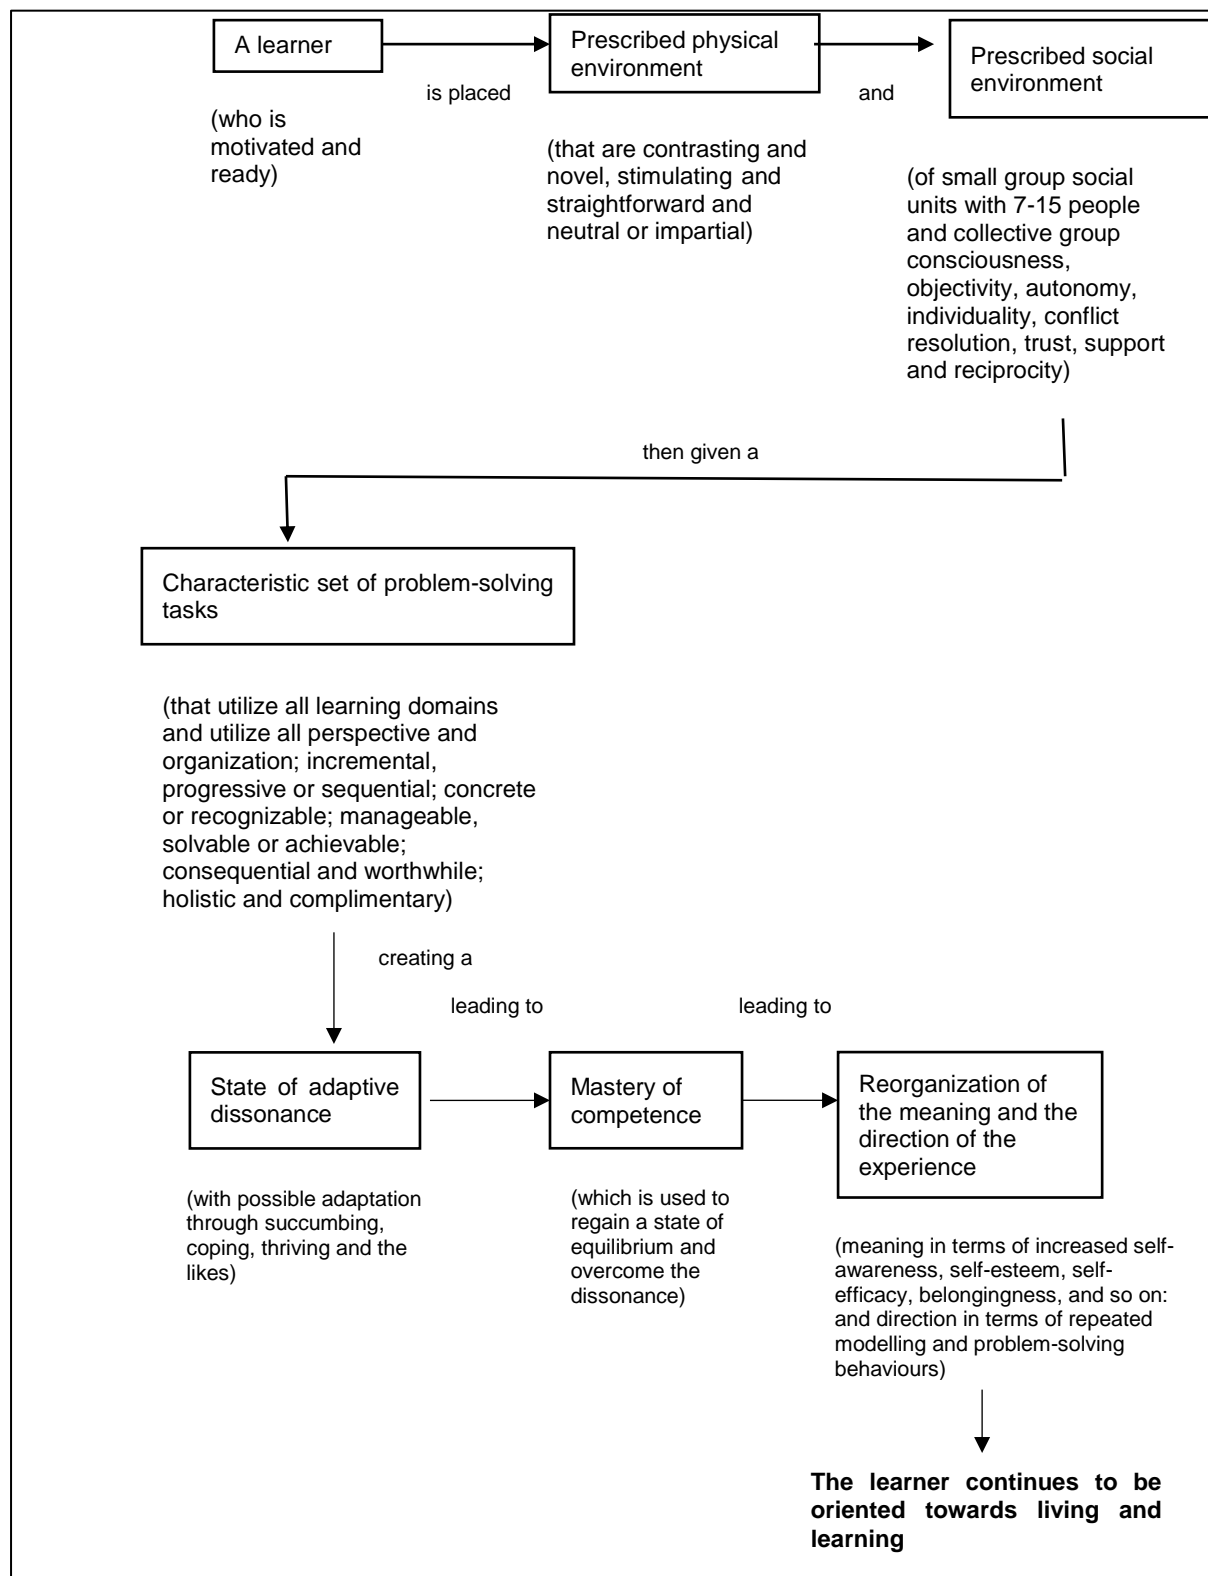 A learner
is placed
Prescribed physical
environment
and
Prescribed social
environment
(who is
motivated and
ready)
(that are contrasting and
novel, stimulating and
straightforward and
neutral or impartial)
(of small group social
units with 7-15 people
and collective group
consciousness,
objectivity, autonomy,
individuality, conflict
resolution, trust, support
and reciprocity)
then given a
Characteristic set of problem-solving
tasks
(that utilize all learning domains
and utilize all perspective and
organization; incremental,
progressive or sequential; concrete
or recognizable; manageable,
solvable or achievable;
consequential and worthwhile;
holistic and complimentary)
creating a
State of adaptive
dissonance
(with possible adaptation
through succumbing,
coping, thriving and the
likes)
leading to
Mastery of
competence
(which is used to
regain a state of
equilibrium and
overcome the
dissonance)
leading to
Reorganization of
the meaning and the
direction of the
experience
(meaning in terms of increased self-
awareness, self-esteem, self-
efficacy, belongingness, and so on:
and direction in terms of repeated
modelling and problem-solving
behaviours)
The learner continues to be
oriented towards living and
learning